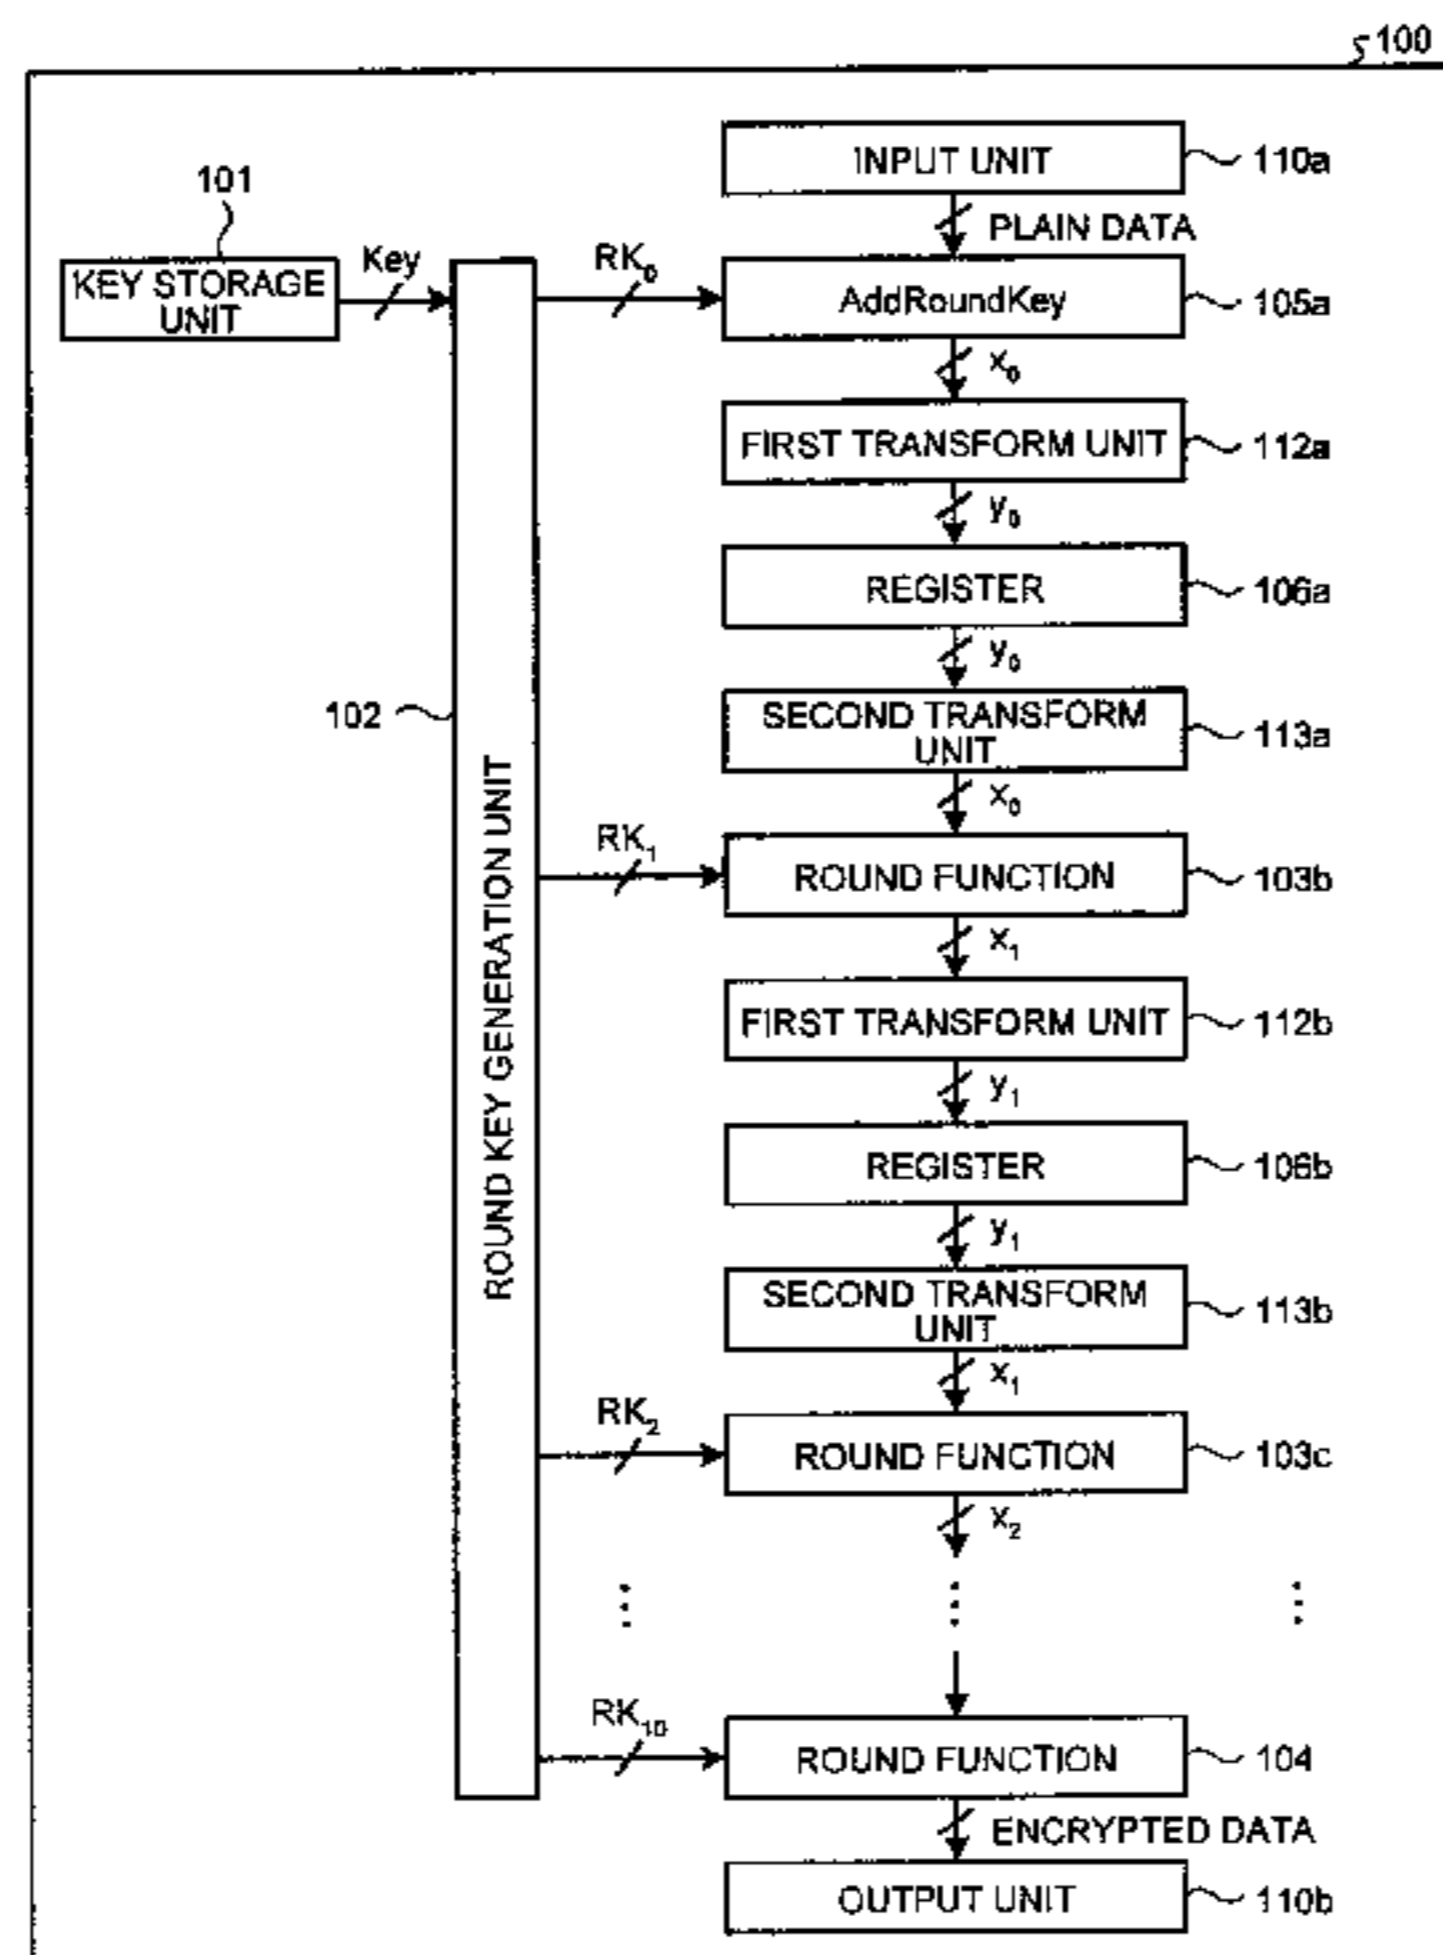 100
INPUT UNIT
110a
PLAIN DATA
101
KEY STORAGE
UNIT
Key
RK0
AddRoundKey
105a
x0
FIRST TRANSFORM UNIT
112a
y0
REGISTER
106a
y0
102
SECOND TRANSFORM
UNIT
113a
x0
ROUND KEY GENERATION UNIT
RK1
ROUND FUNCTION
103b
x1
FIRST TRANSFORM UNIT
112b
y1
REGISTER
106b
y1
SECOND TRANSFORM
UNIT
113b
x1
RK2
ROUND FUNCTION
103c
x2
RK10
ROUND FUNCTION
104
ENCRYPTED DATA
OUTPUT UNIT
110b